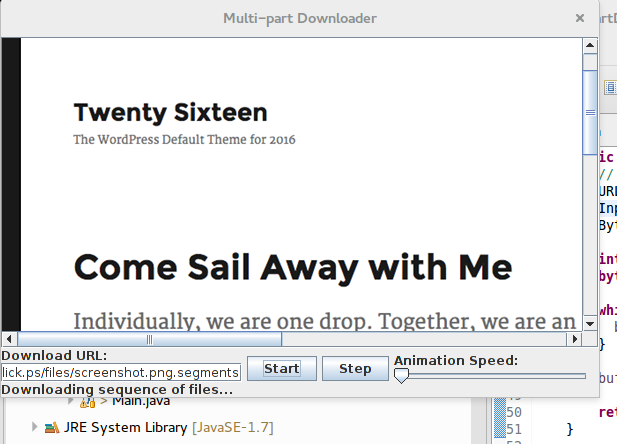 Multi-part Downloader
Twenty Sixteen
The WordPress Default Theme for 2016
Come Sail Away with Me
Individually, we are one drop. Together, we are an
Download URL:
lick.ps/files/screenshot.png.segments
Start
Step
Animation Speed:
Downloading sequence of files...
> Main.java
JRE System Library [JavaSE-1.7]
artD
ic
//
URL
Inp
Byt
int
byt
whi
b
}
but
50 ret
51 }